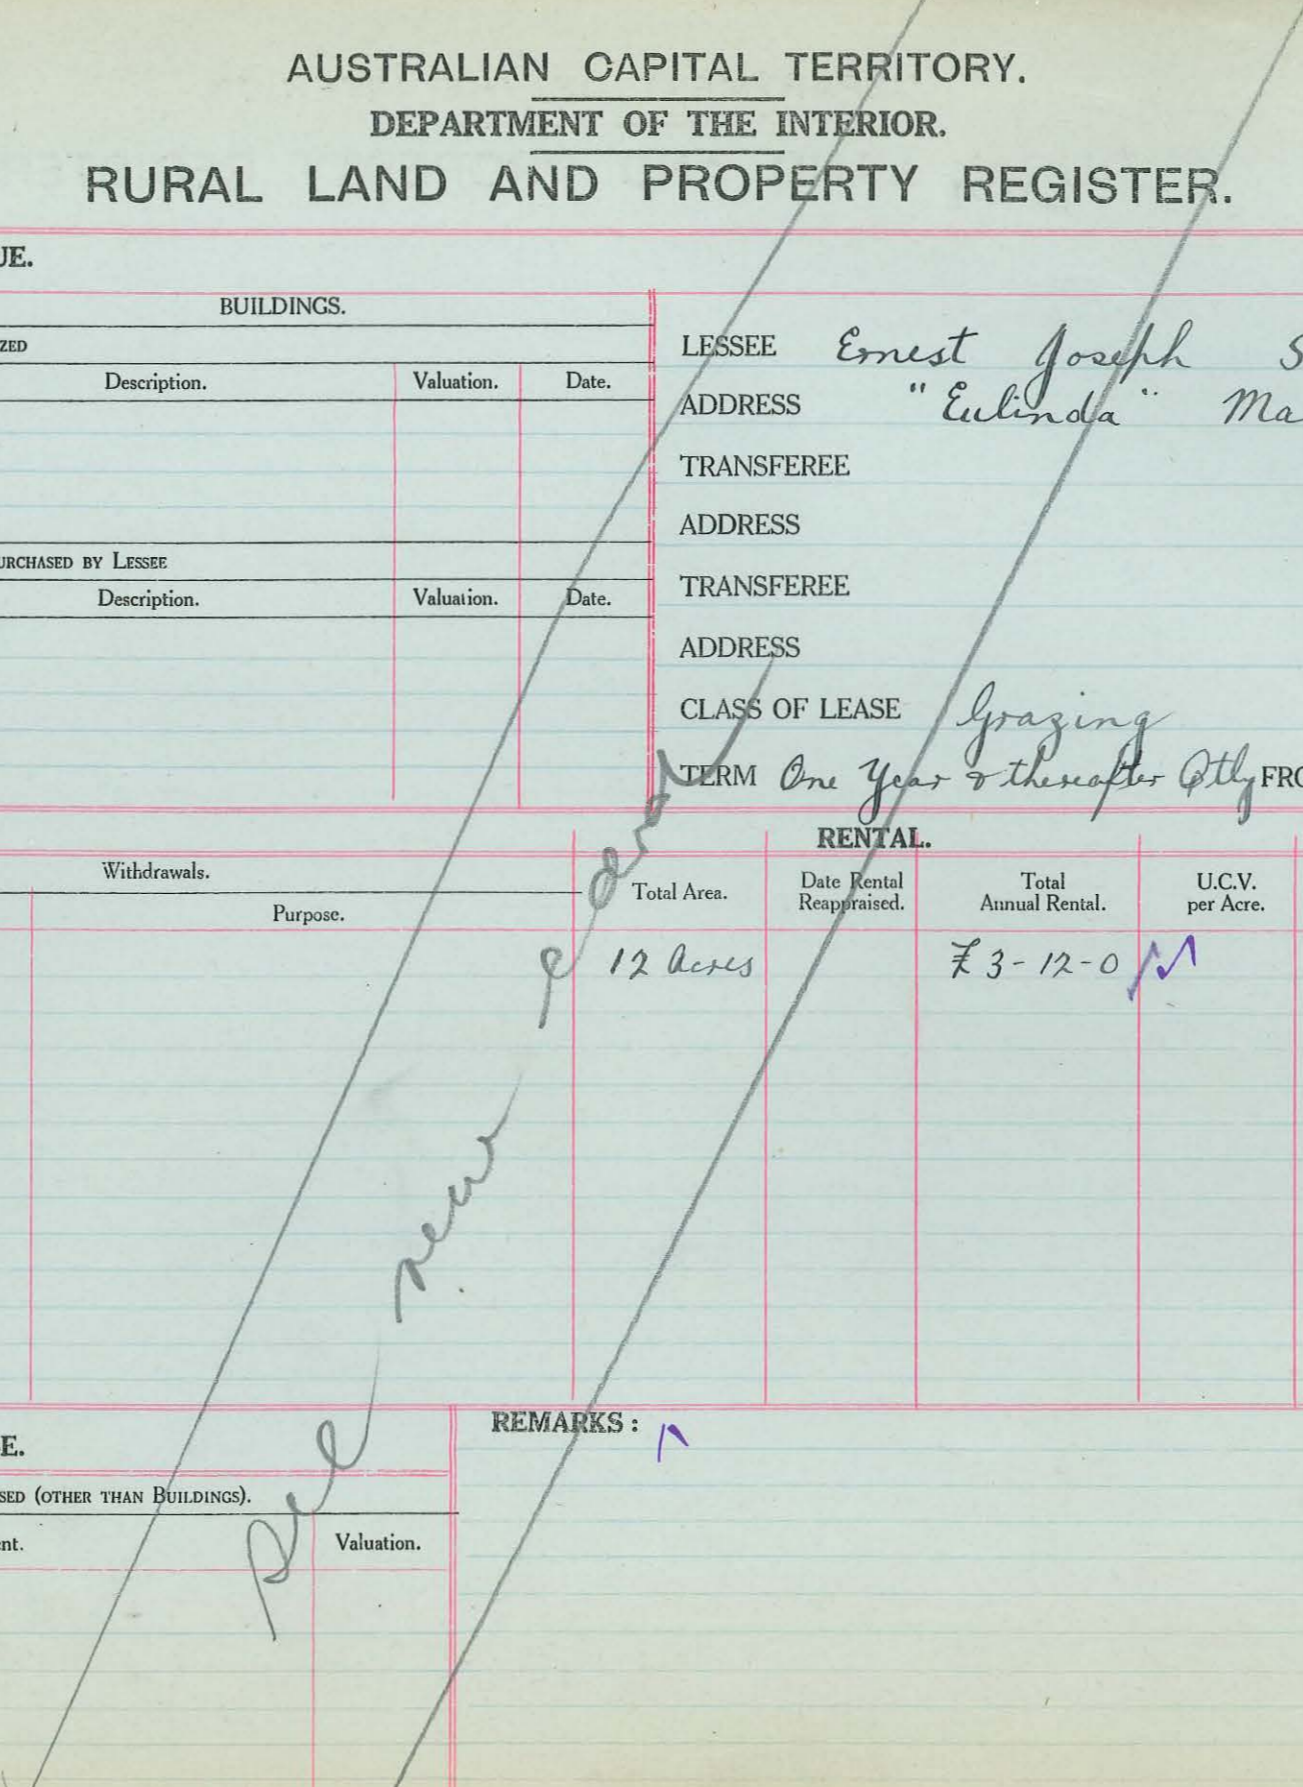 AUSTRALIAN CAPITAL TERRITORY.
DEPARTMENT OF THE INTERIOR.
RURAL LAND AND PROPERTY REGISTER.
UE.
BUILDINGS.
ZED
Description. Valuation. Date.
URCHASED BY LESSEE
Description. Valuation. Date.
LESSEE Ernest Joseph S
ADDRESS "Eulinda" Ma
TRANSFEREE
ADDRESS
TRANSFEREE
ADDRESS
CLASS OF LEASE Grazing
TERM One Year & thereafter Qtly FRO
RENTAL.
Withdrawals.
Purpose.
Total Area.
Date Rental Reappraised.
Total Annual Rental.
U.C.V. per Acre.
12 Acres £3-12-0
see new card
REMARKS:
E.
SED (OTHER THAN BUILDINGS).
nt. Valuation.